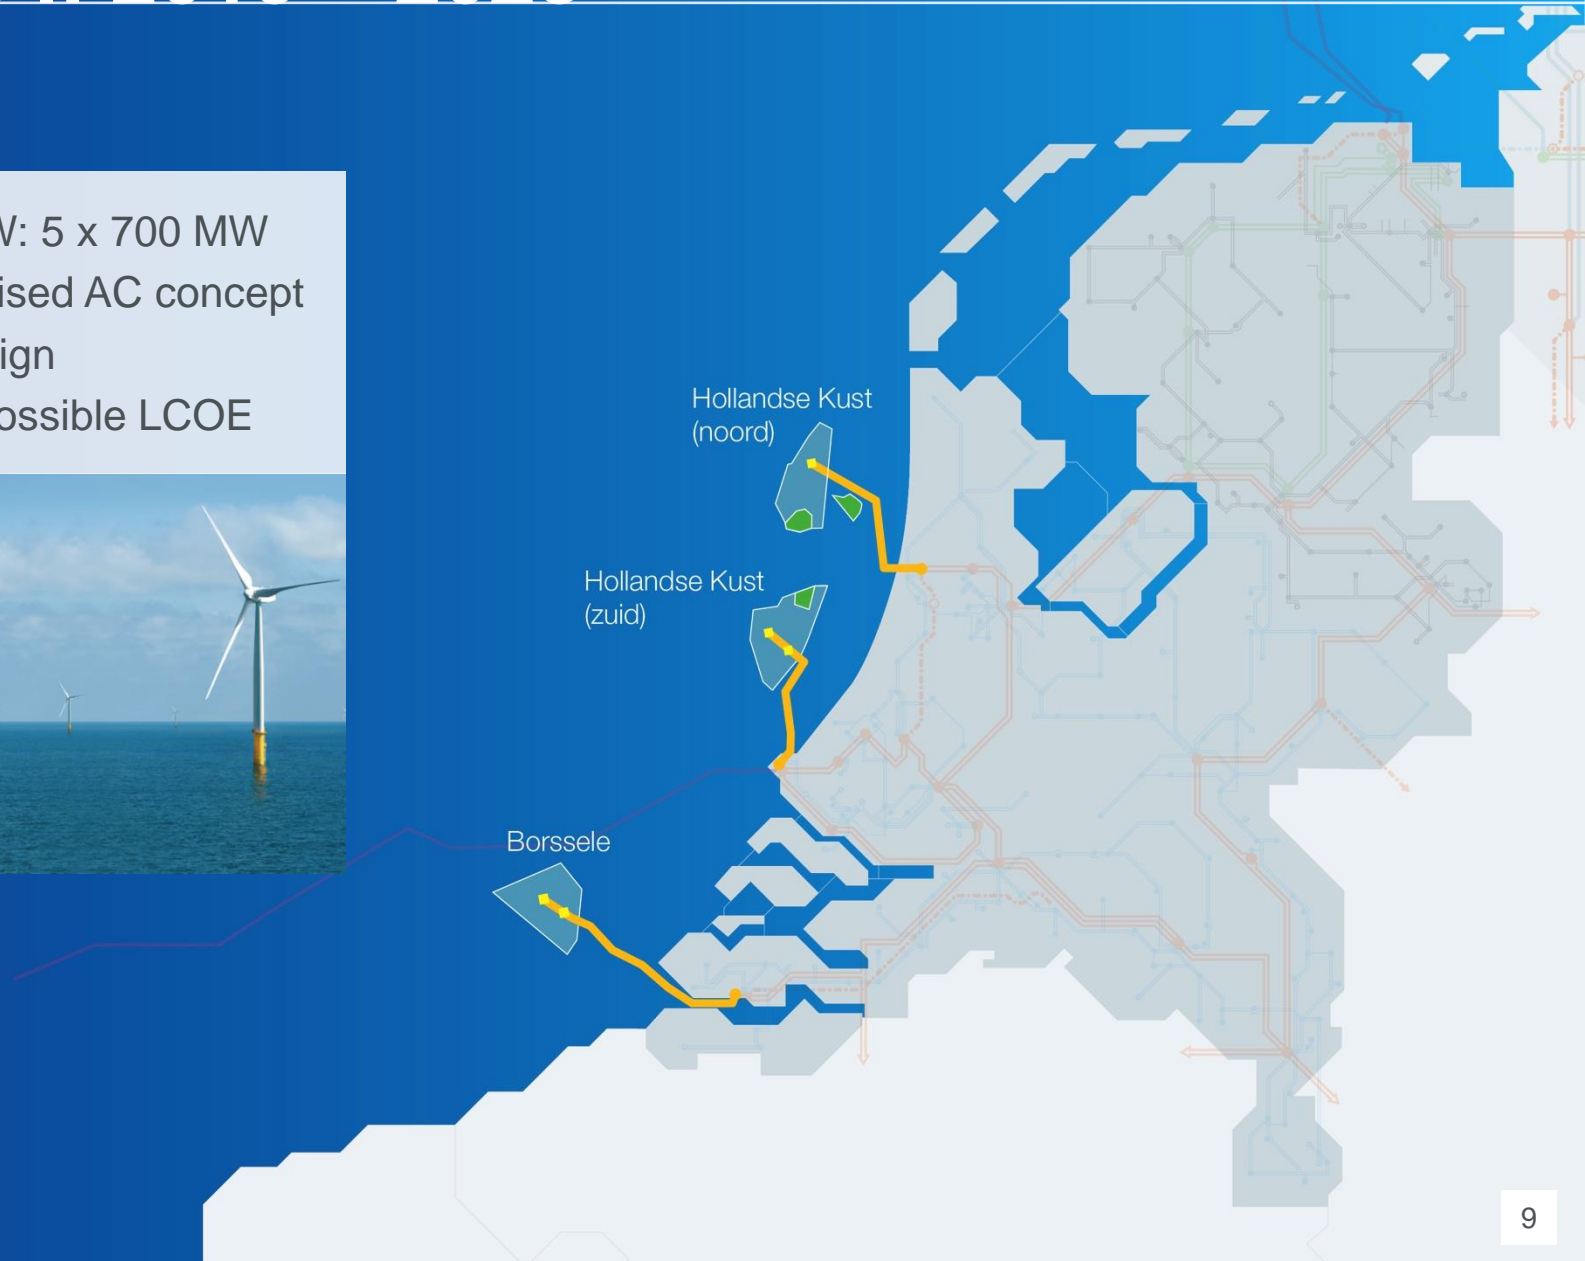 W: 5 x 700 MW
ised AC concept
ign
ossible LCOE
Hollandse Kust
(noord)
Hollandse Kust
(zuid)
Borssele
9